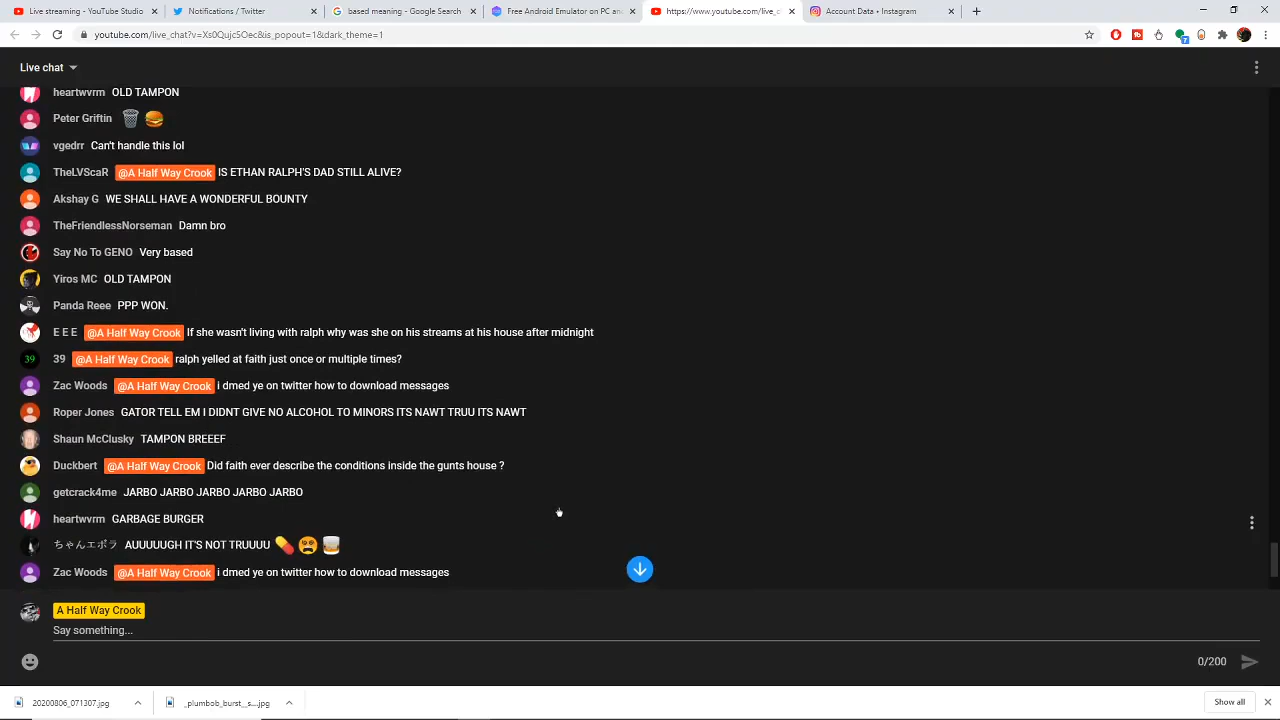 Live streaming - YouTube Studio
Notifications / Twitter
based meaning - Google Search
Free Android Emulator on PC an
https://www.youtube.com/live_c
Account Data • Instagram
youtube.com/live_chat?v=Xs0Qujc5Oec&is_popout=1&dark_theme=1
Live chat
heartwvrm OLD TAMPON
Peter Griftin
vgedrr Can't handle this lol
TheLVScaR @A Half Way Crook IS ETHAN RALPH'S DAD STILL ALIVE?
Akshay G WE SHALL HAVE A WONDERFUL BOUNTY
TheFriendlessNorseman Damn bro
Say No To GENO Very based
Yiros MC OLD TAMPON
Panda Reee PPP WON.
E E E @A Half Way Crook If she wasn't living with ralph why was she on his streams at his house after midnight
39 39 @A Half Way Crook ralph yelled at faith just once or multiple times?
Zac Woods @A Half Way Crook i dmed ye on twitter how to download messages
Roper Jones GATOR TELL EM I DIDNT GIVE NO ALCOHOL TO MINORS ITS NAWT TRUU ITS NAWT
Shaun McClusky TAMPON BREEEF
Duckbert @A Half Way Crook Did faith ever describe the conditions inside the gunts house ?
getcrack4me JARBO JARBO JARBO JARBO JARBO
heartwvrm GARBAGE BURGER
ちゃんエボラ AUUUUUGH IT'S NOT TRUUUU
Zac Woods @A Half Way Crook i dmed ye on twitter how to download messages
A Half Way Crook
Say something...
0/200
20200806_071307.jpg
_plumbob_burst__s....jpg
Show all